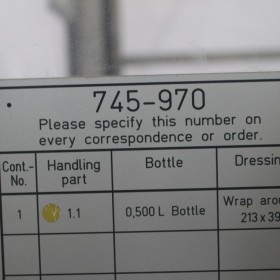 745-970
Please specify this number on
every correspondence or order.
Cont.- Handling Bottle Dressin
No. part
1 1.1 0,500 L Bottle Wrap arou
213 x 39